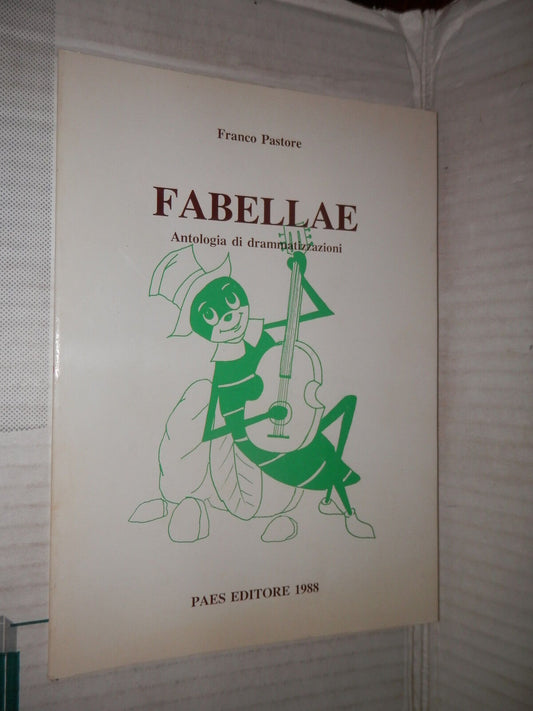 Franco Pastore
FABELLAE
Antologia di drammatizzazioni
PAES EDITORE 1988